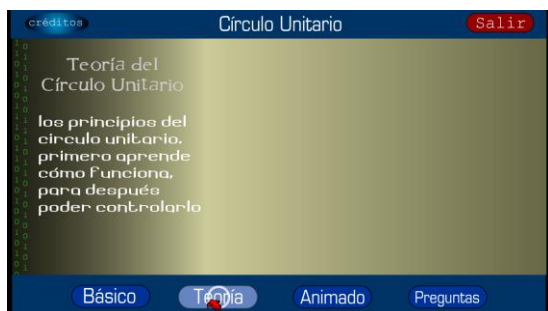 créditos
Círculo Unitario
Salir
Teoría del
Círculo Unitario
los principios del
circulo unitario.
primero aprende
cómo funciona,
para después
poder controlarlo
Básico
Teoría
Animado
Preguntas